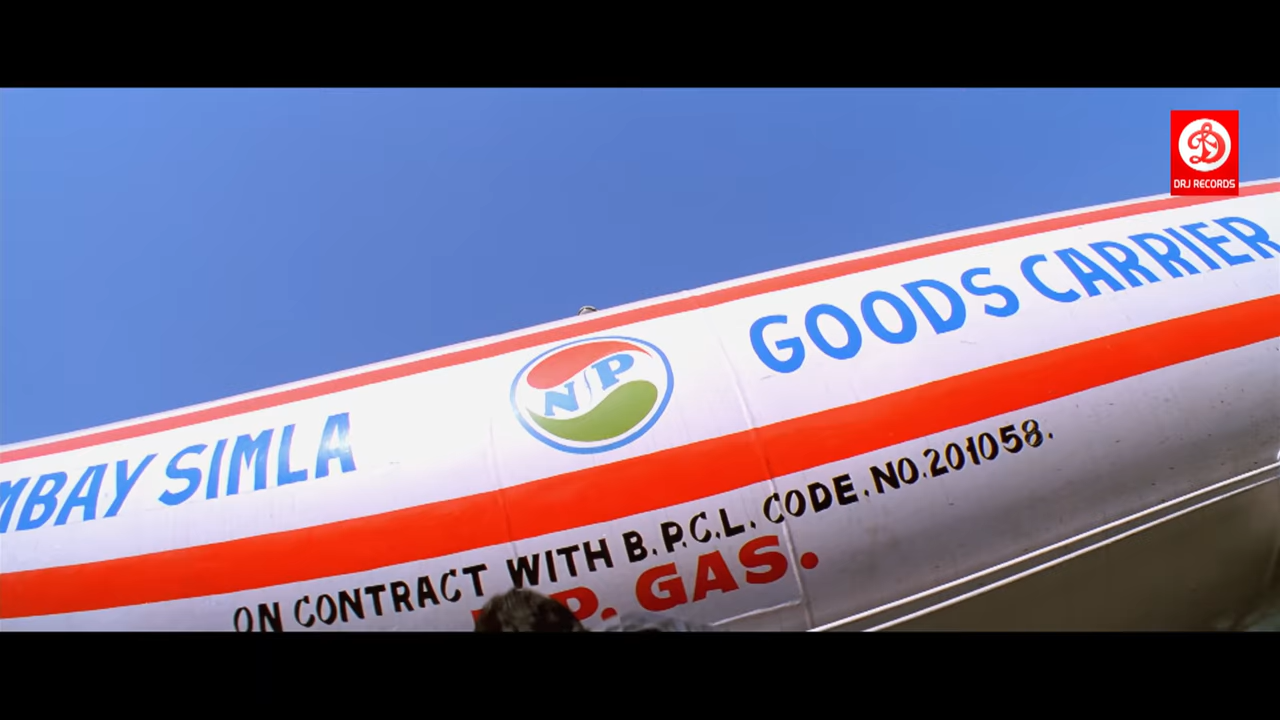 DRJ RECORDS
MBAY SIMLA
NP
GOODS CARRIER
ON CONTRACT WITH B.P.C.L. CODE.NO.201058.
P. GAS.